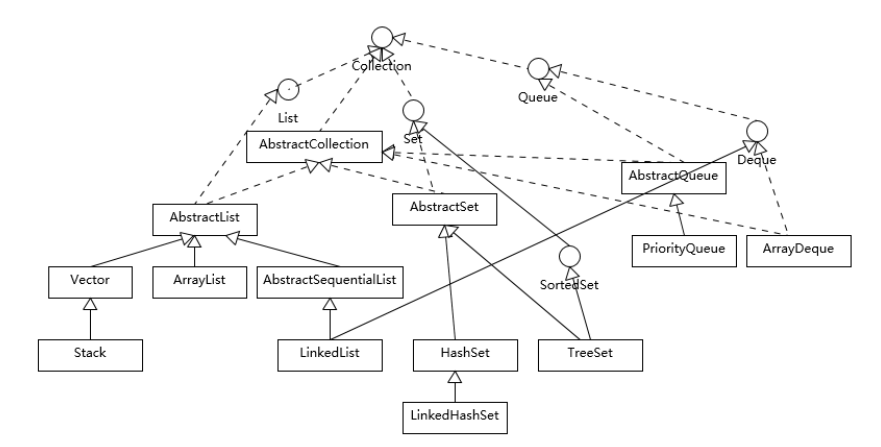 Collection
Queue
List
Set
AbstractCollection
Deque
AbstractQueue
AbstractList
AbstractSet
PriorityQueue
ArrayDeque
Vector
ArrayList
AbstractSequentialList
SortedSet
Stack
LinkedList
HashSet
TreeSet
LinkedHashSet